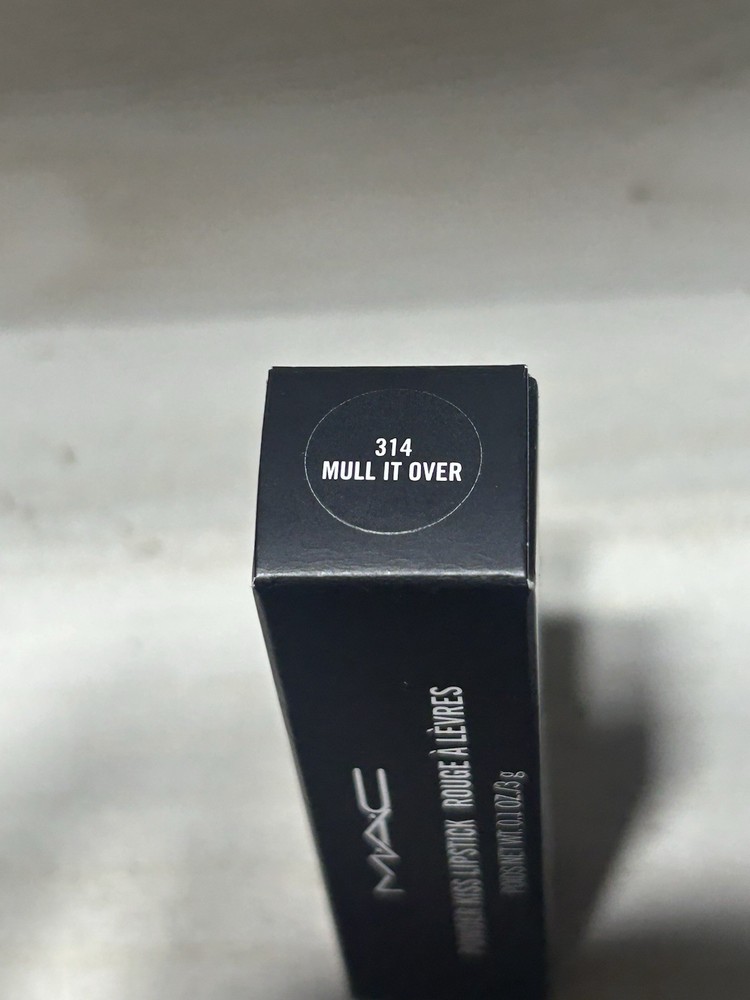 314
MULL IT OVER
MAC
POWDER KISS LIPSTICK ROUGE À LÈVRES
POIDS NET WT. 0.1 OZ./3 g